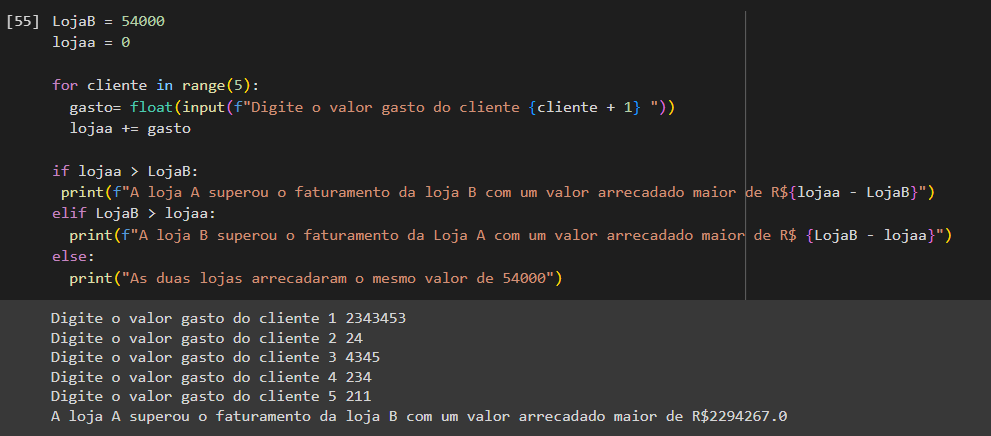 [55] LojaB = 54000
lojaa = 0
for cliente in range(5):
gasto= float(input(f"Digite o valor gasto do cliente {cliente + 1} "))
lojaa += gasto
if lojaa > LojaB:
print(f"A loja A superou o faturamento da loja B com um valor arrecadado maior de R${lojaa - LojaB}")
elif LojaB > lojaa:
print(f"A loja B superou o faturamento da Loja A com um valor arrecadado maior de R$ {LojaB - lojaa}")
else:
print("As duas lojas arrecadaram o mesmo valor de 54000")
Digite o valor gasto do cliente 1 2343453
Digite o valor gasto do cliente 2 24
Digite o valor gasto do cliente 3 4345
Digite o valor gasto do cliente 4 234
Digite o valor gasto do cliente 5 211
A loja A superou o faturamento da loja B com um valor arrecadado maior de R$2294267.0